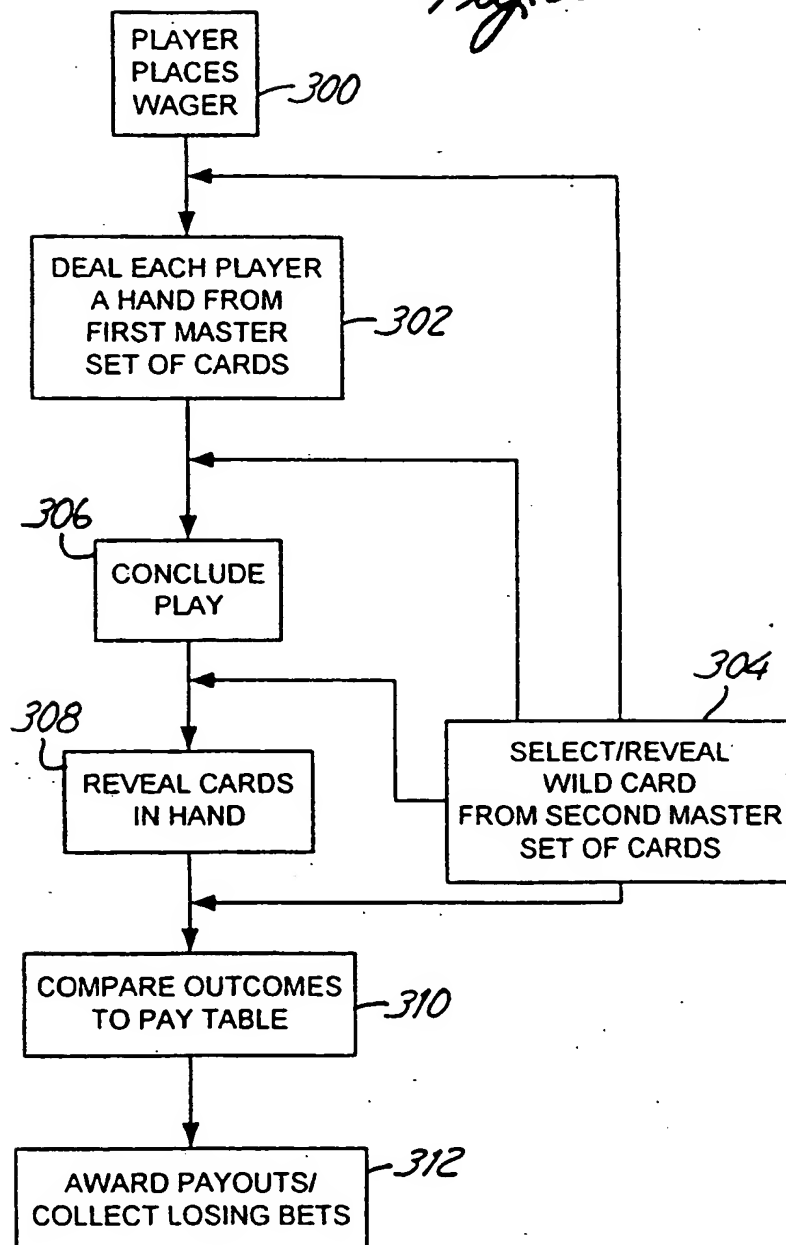 PLAYER
PLACES
WAGER
300
DEAL EACH PLAYER
A HAND FROM
FIRST MASTER
SET OF CARDS
302
306
CONCLUDE
PLAY
304
SELECT/REVEAL
WILD CARD
FROM SECOND MASTER
SET OF CARDS
308
REVEAL CARDS
IN HAND
COMPARE OUTCOMES
TO PAY TABLE
310
AWARD PAYOUTS/
COLLECT LOSING BETS
312